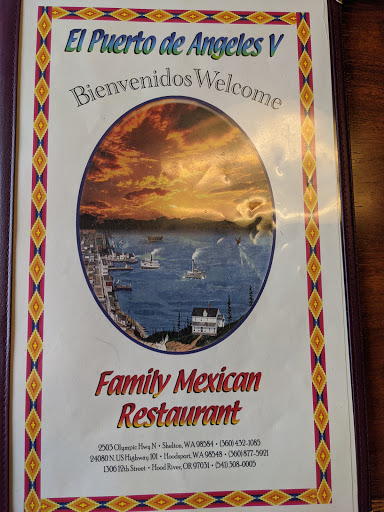 El Puerto de Angeles V
Bienvenidos Welcome
Family Mexican
Restaurant
2503 Olympic Hwy N • Shelton, WA 98584 • (360) 432-1085
24080 N. US Highway 101 • Hoodsport, WA 98548 • (360) 877-5921
1306 12th Street • Hood River, OR 97031 • (541) 308-0005